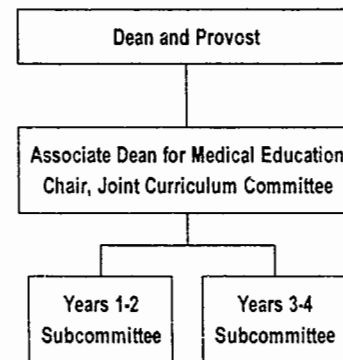 Dean and Provost
Associate Dean for Medical Education
Chair, Joint Curriculum Committee
Years 1-2
Subcommittee
Years 3-4
Subcommittee